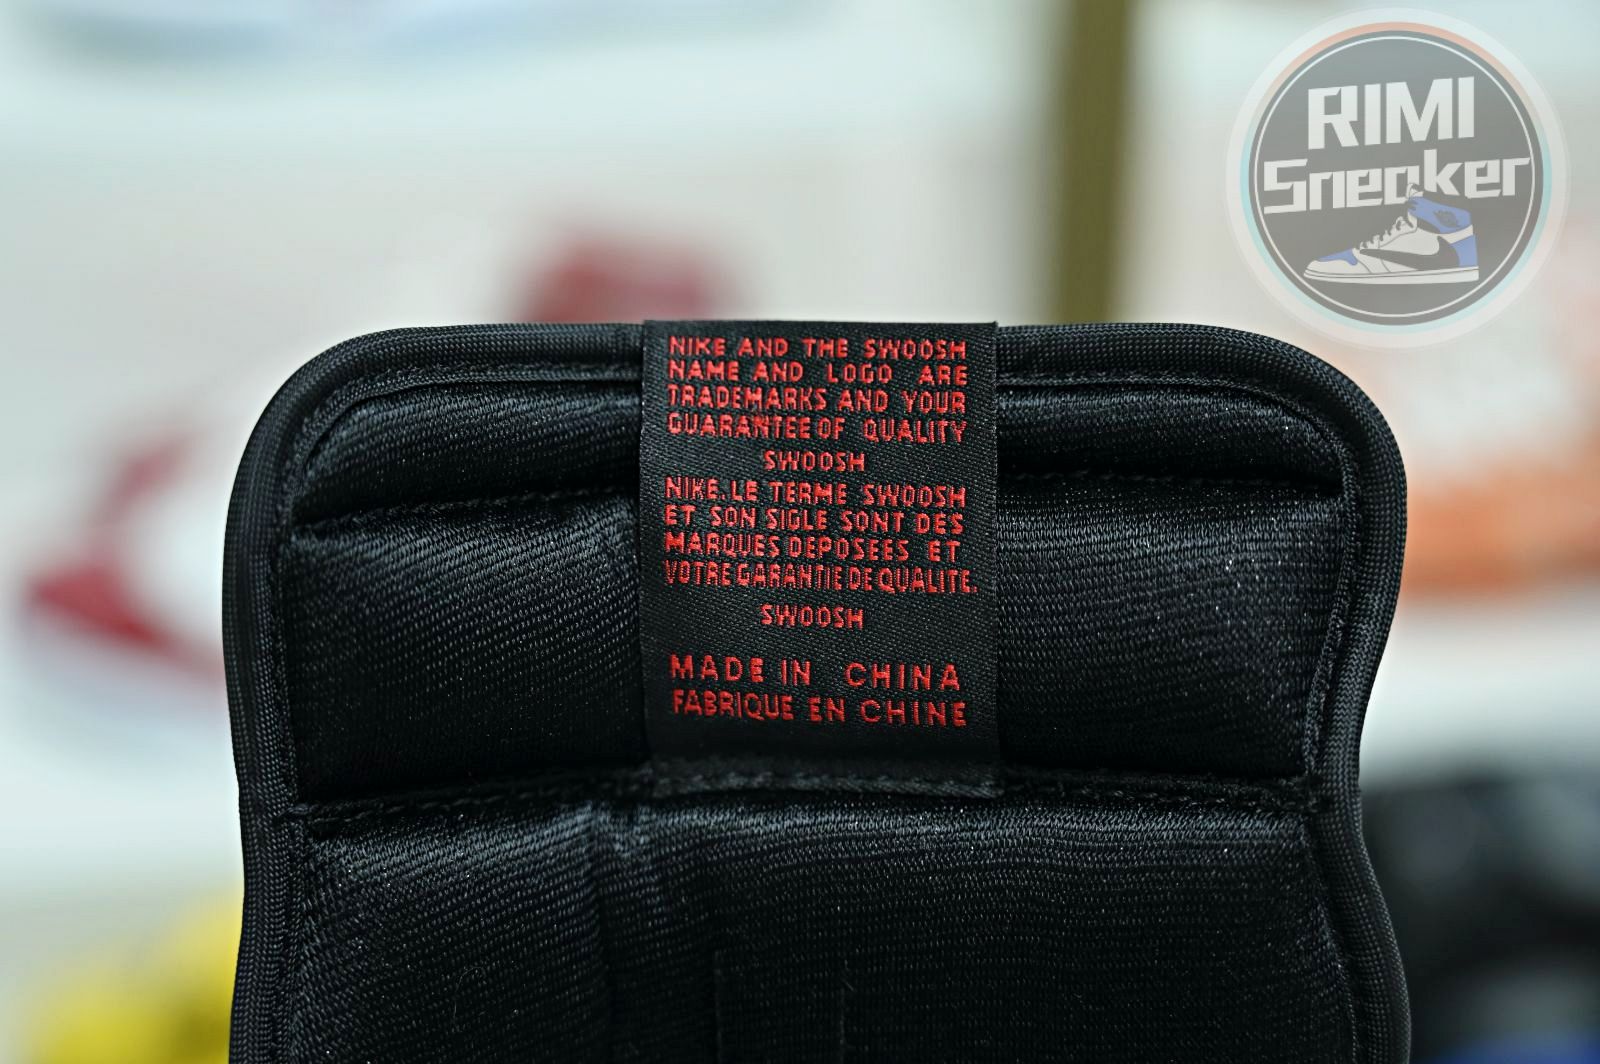 RIMI
Sneaker
NIKE AND THE SWOOSH
NAME AND LOGO ARE
TRADEMARKS AND YOUR
GUARANTEE OF QUALITY
SWOOSH
NIKE. LE TERME SWOOSH
ET SON SIGLE SONT DES
MARQUES DEPOSEES ET
VOTRE GARANTIE DE QUALITE.
SWOOSH
MADE IN CHINA
FABRIQUE EN CHINE